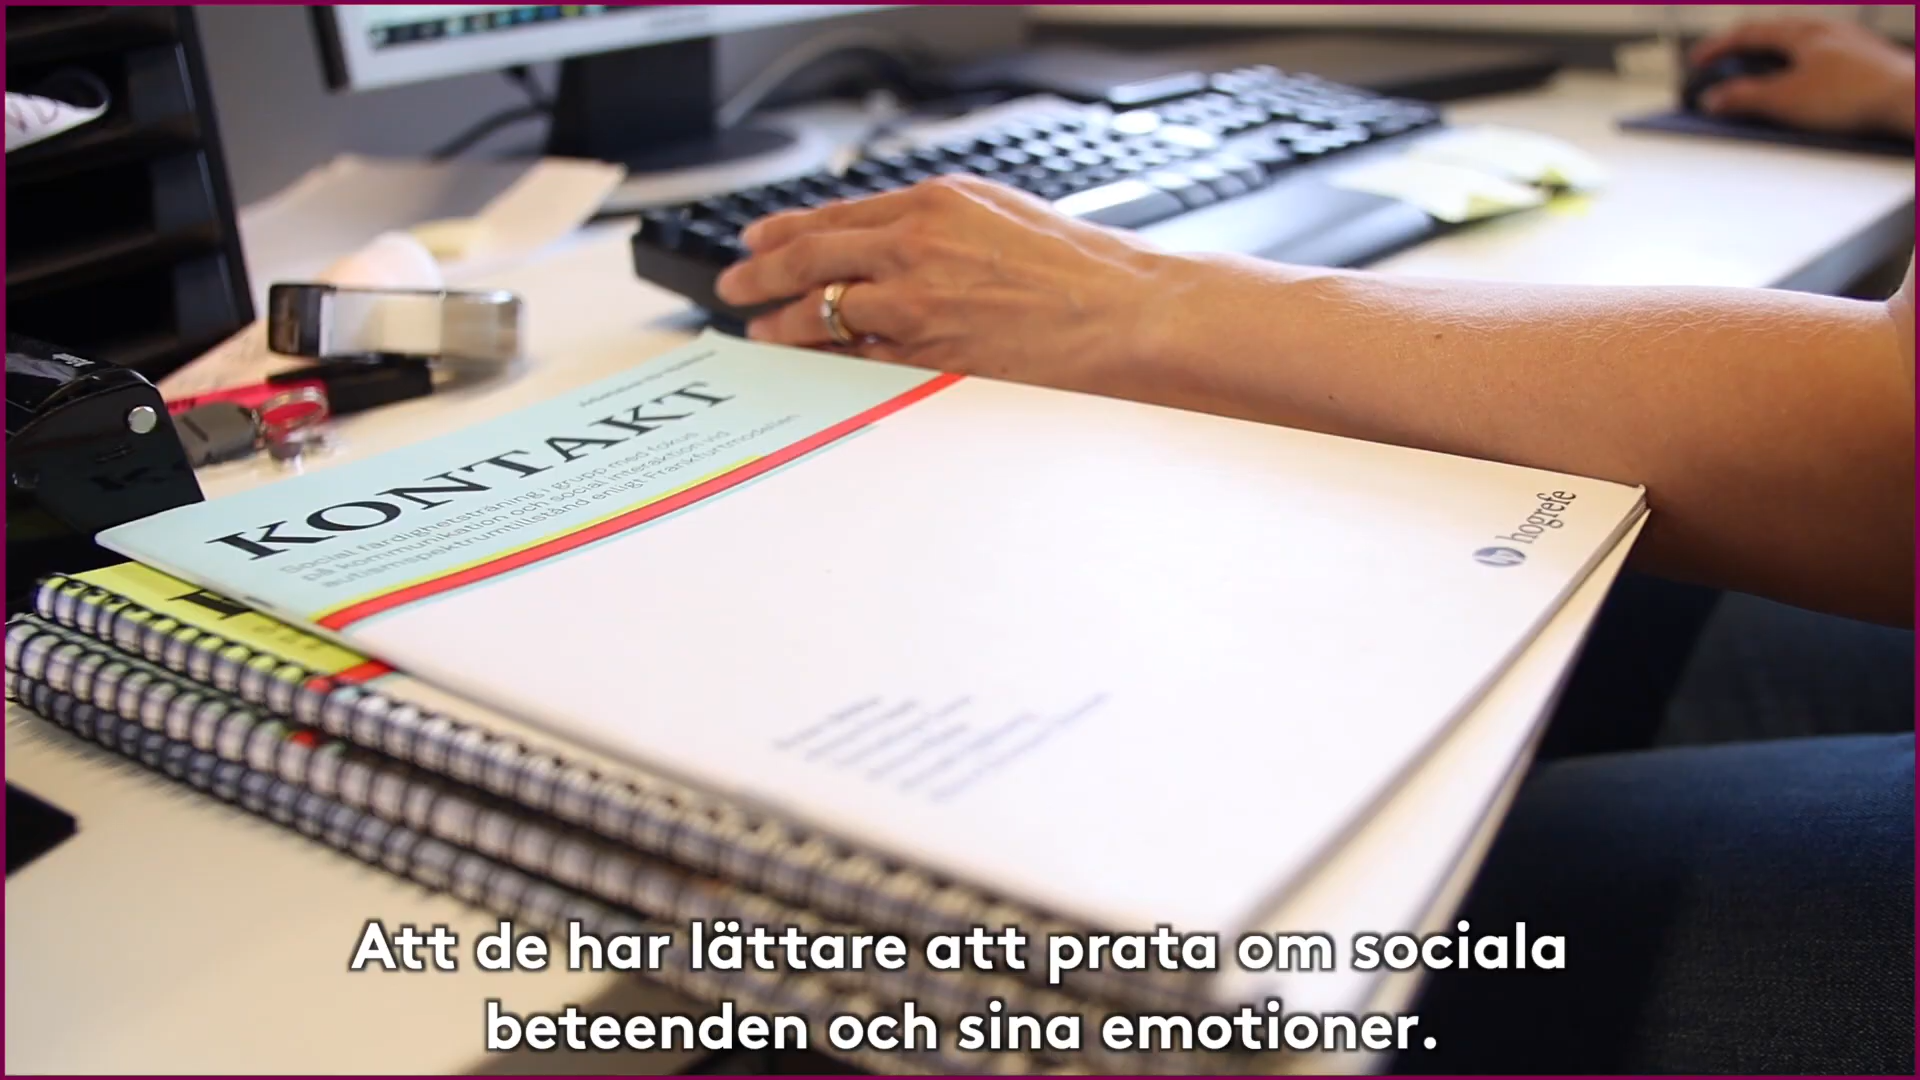 KONTAKT
Social färdighetsträning i grupp med fokus
på kommunikation och social interaktion vid
autismspektrumtillstånd enligt Frankfurtmodellen
hogrefe
Att de har lättare att prata om sociala
beteenden och sina emotioner.